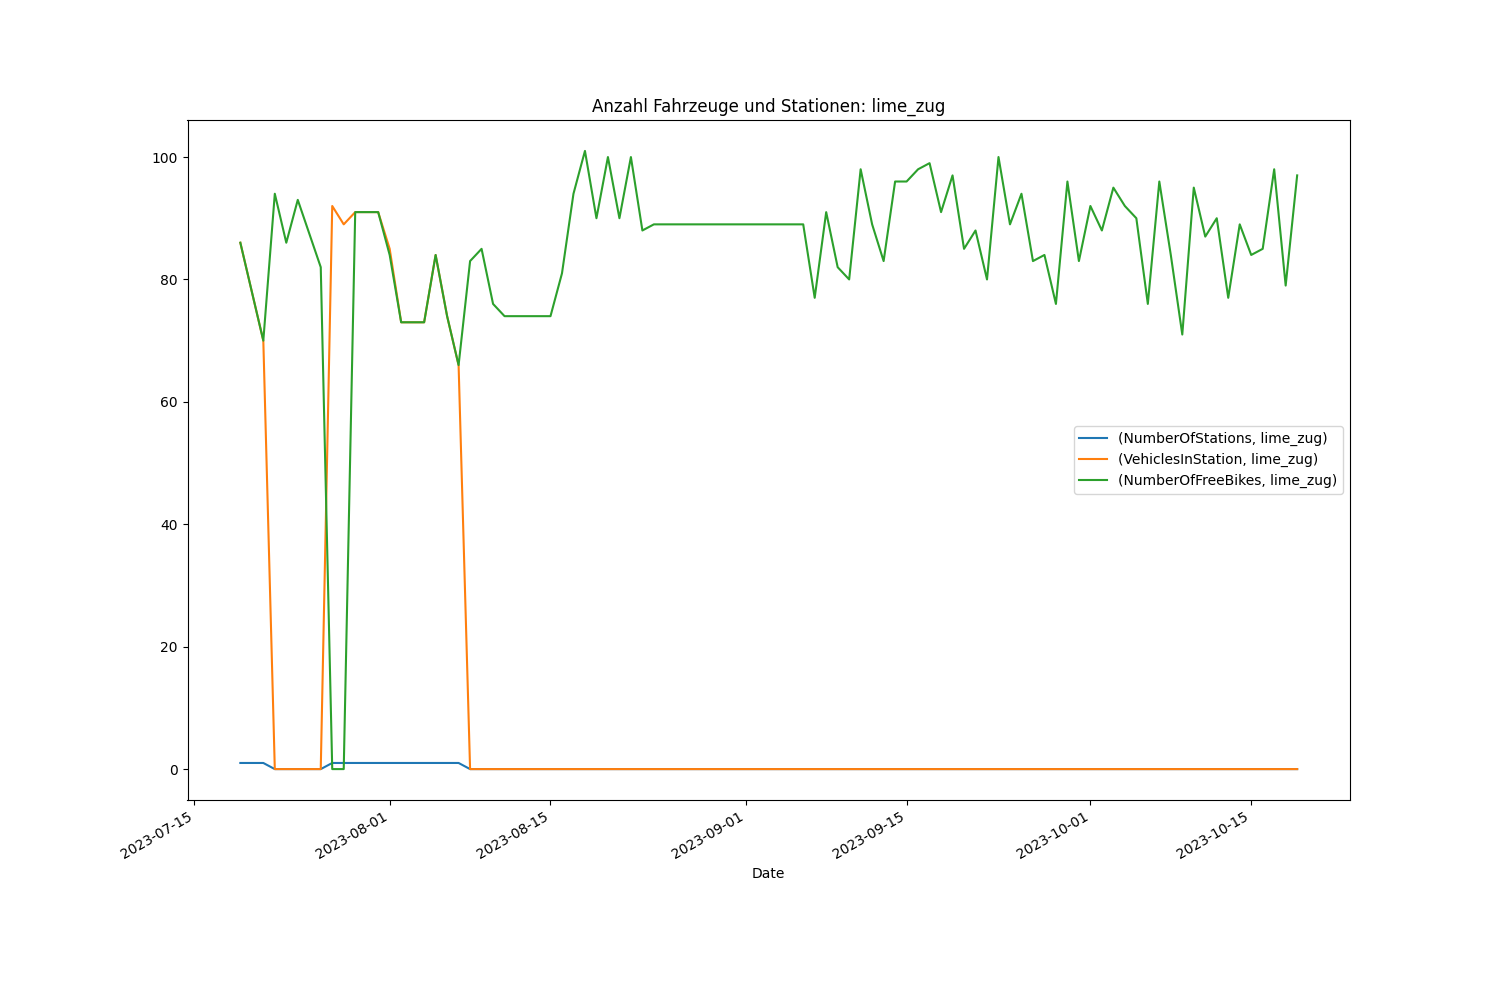 Anzahl Fahrzeuge und Stationen: lime_zug
100
80
60
40
20
0
(NumberOfStations, lime_zug)
(VehiclesInStation, lime_zug)
(NumberOfFreeBikes, lime_zug)
2023-07-15
2023-08-01
2023-08-15
2023-09-01
2023-09-15
2023-10-01
2023-10-15
Date